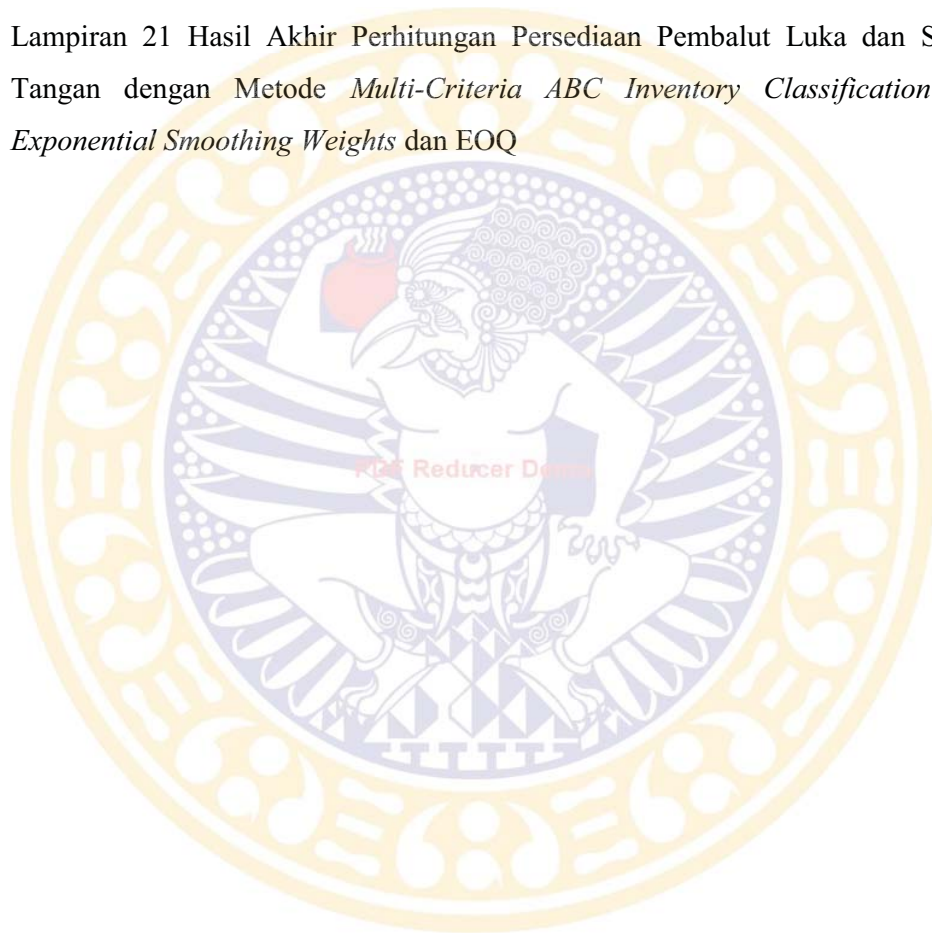 Lampiran 21 Hasil Akhir Perhitungan Persediaan Pembalut Luka dan S
Tangan dengan Metode Multi-Criteria ABC Inventory Classification
Exponential Smoothing Weights dan EOQ
PDF Reducer Demo